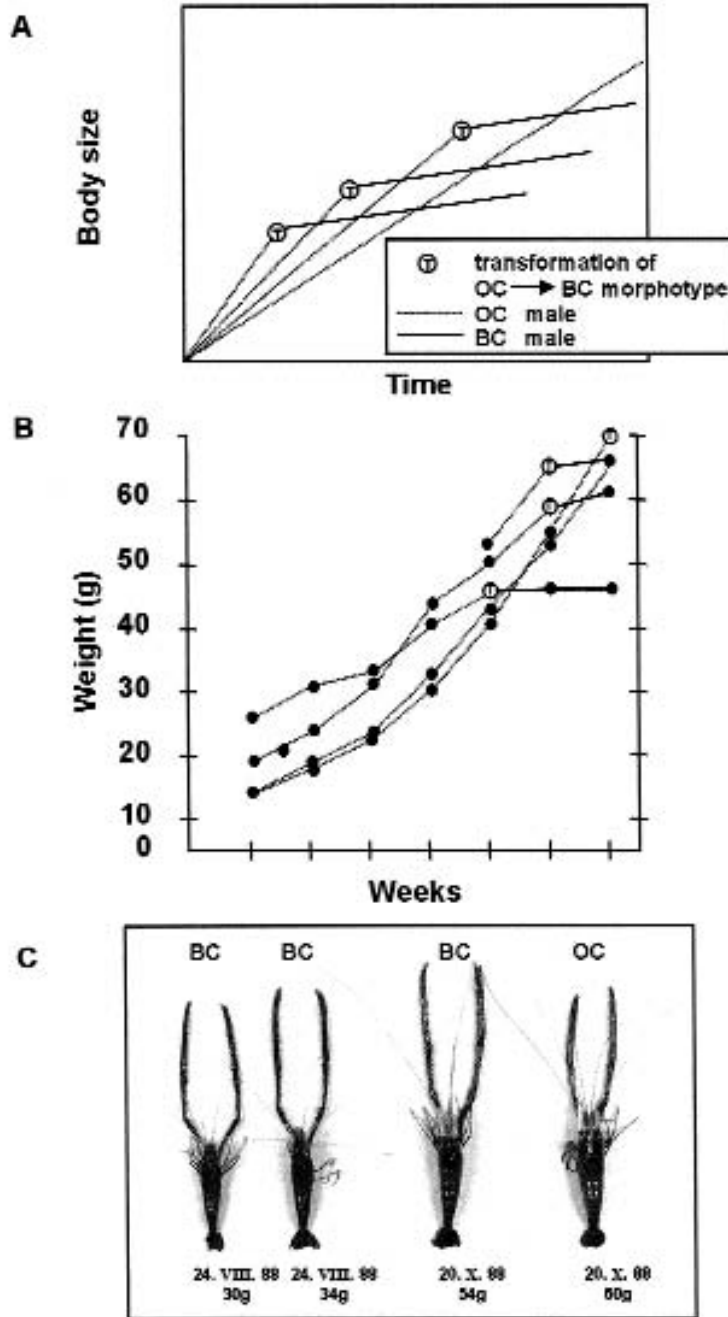 A
Body size
T
T
T
T transformation of
OC → BC morphotype
OC male
BC male
Time
B
70
60
50
40
30
20
10
0
Weight (g)
Weeks
C
BC BC BC OC
24. VIII. 88 24. VIII. 88 20. X. 88 20. X. 88
30g 34g 54g 60g